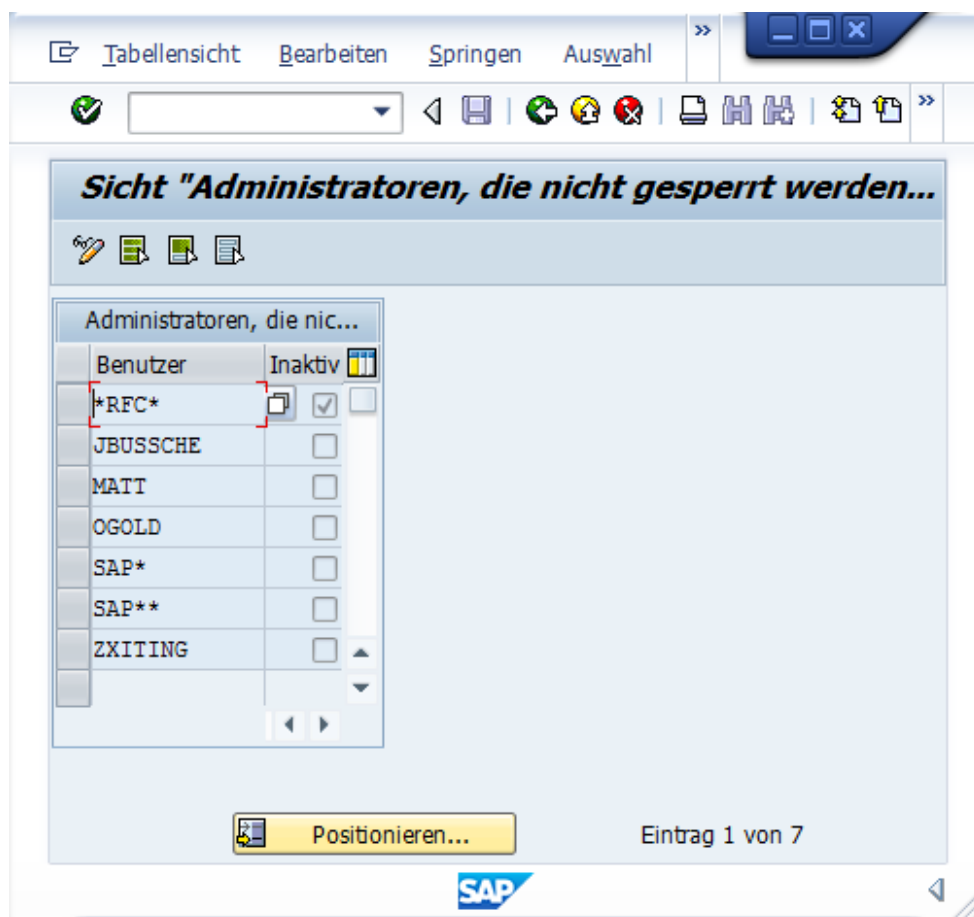 Tabellensicht Bearbeiten Springen Auswahl »
»
Sicht "Administratoren, die nicht gesperrt werden...
Administratoren, die nic...
Benutzer Inaktiv
*RFC*
JBUSSCHE
MATT
OGOLD
SAP*
SAP**
ZXITING
Positionieren... Eintrag 1 von 7
SAP